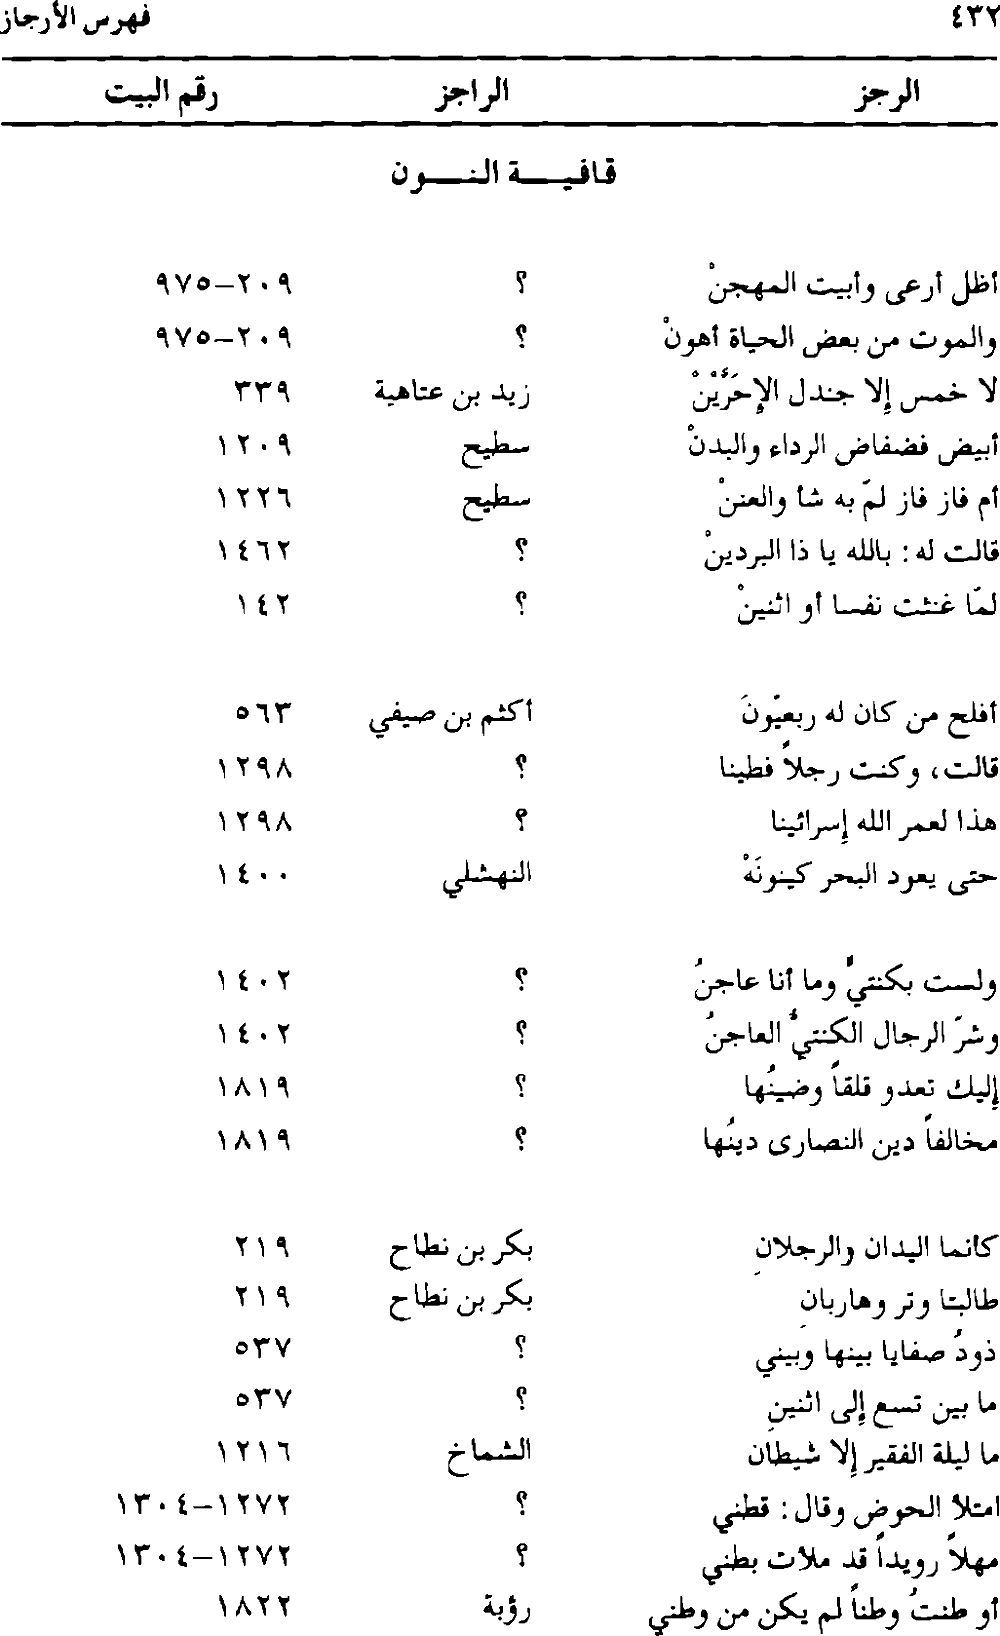 ٤٣٢ فهرس الأرجاز
الرجز الراجز رقم البيت
قافيــة النــون
أظل أرعى وأبيت المهجنْ ؟ ٢٠٩–٩٧٥
والموت من بعض الحياة أهونْ ؟ ٢٠٩–٩٧٥
لا خمس إلا جندل الإحَرَّيْنْ زيد بن عتاهية ٣٣٩
أبيض فضفاض الرداء والبدنْ سطيح ١٢٠٩
أم فاز فاز لمّ به شأ والعننْ سطيح ١٢٢٦
قالت له : بالله يا ذا البردينْ ؟ ١٤٦٢
لمّا غنثت نفسا أو اثنينْ ؟ ١٤٢
أفلح من كان له ربعيّونَ أكثم بن صيفي ٥٦٣
قالت، وكنت رجلاً فطينا ؟ ١٢٩٨
هذا لعمر الله إسرائينا ؟ ١٢٩٨
حتى يعود البحر كينونَهْ النهشلي ١٤٠٠
ولست بكنتيٌّ وما أنا عاجنُ ؟ ١٤٠٢
وشرّ الرجال الكنتيُّ العاجنُ ؟ ١٤٠٢
إليك تعدو قلقاً وضينُها ؟ ١٨١٩
مخالفاً دين النصارى دينُها ؟ ١٨١٩
كأنما اليدان والرجلانِ بكر بن نطاح ٢١٩
طالبتا وتر وهاربانِ بكر بن نطاح ٢١٩
ذودُ صفايا بينها وبيني ؟ ٥٣٧
ما بين تسع إلى اثنينِ ؟ ٥٣٧
ما ليلة الفقير إلا شيطان الشماخ ١٢١٦
امتلأ الحوض وقال : قطني ؟ ١٢٧٢–١٣٠٤
مهلاً رويداً قد ملأت بطني ؟ ١٢٧٢–١٣٠٤
أو طنتُ وطناً لم يكن من وطني رؤبة ١٨٢٢